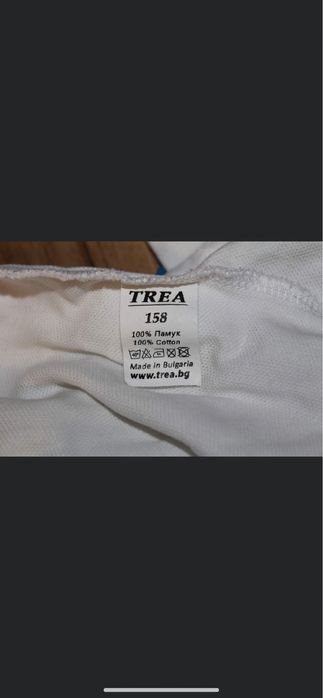 TREA
158
100% Памук
100% Cotton
Made in Bulgaria
www.trea.bg